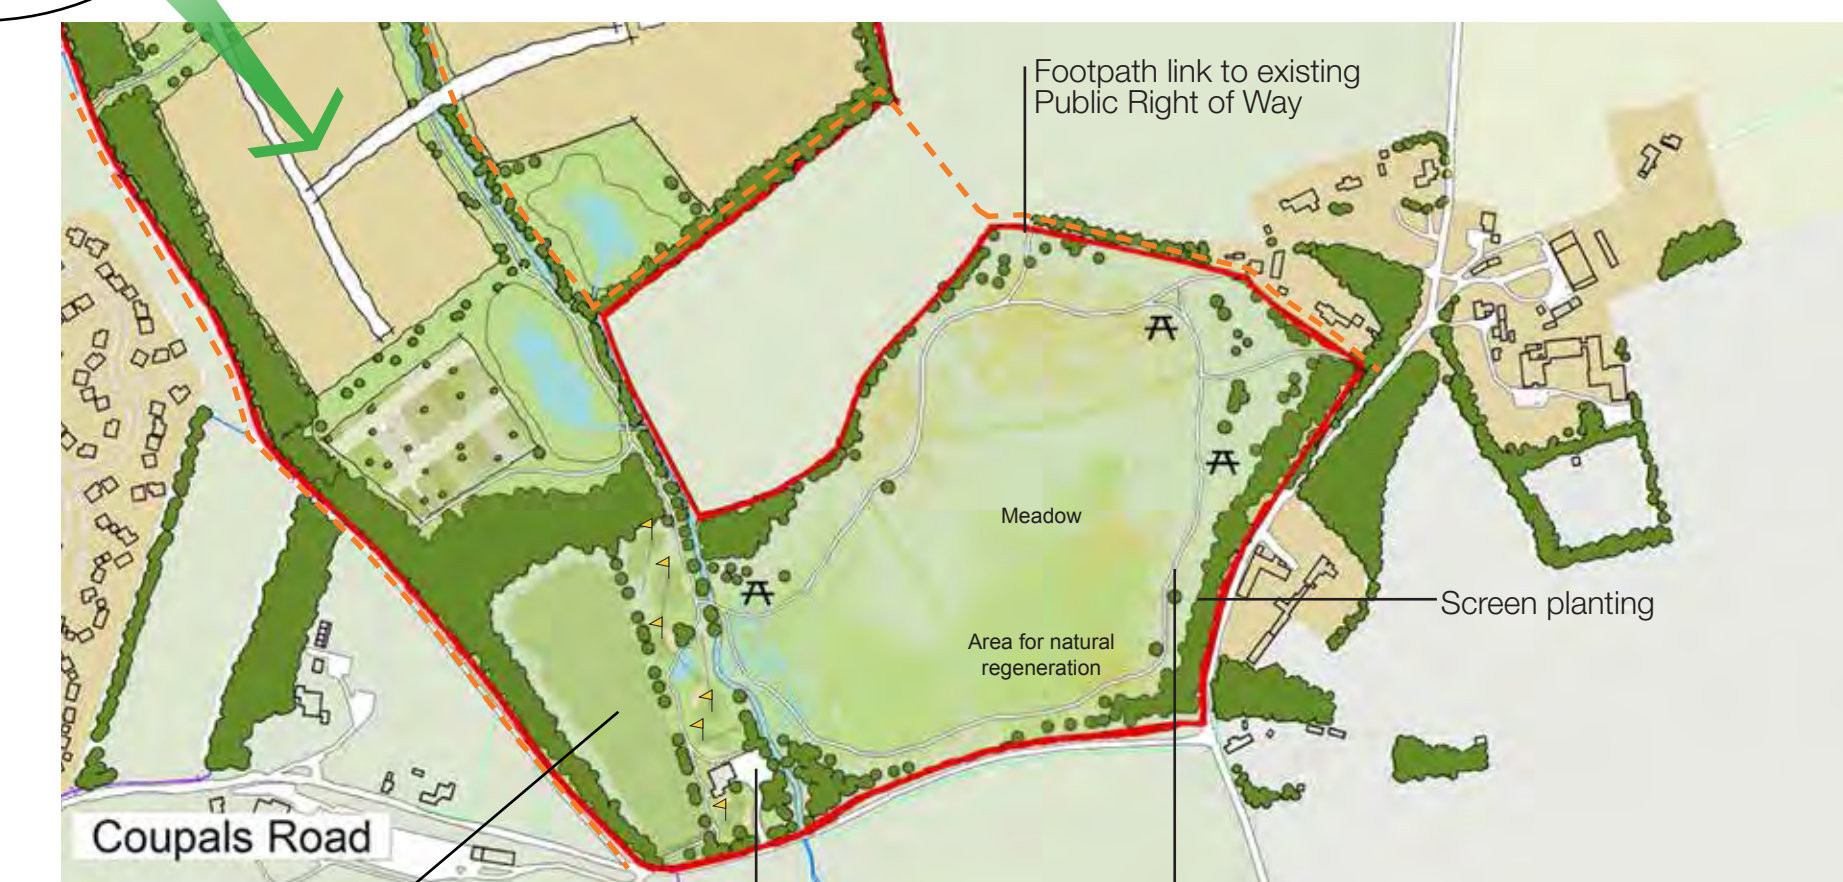 Footpath link to existing
Public Right of Way
Meadow
Screen planting
Area for natural
regeneration
Coupals Road